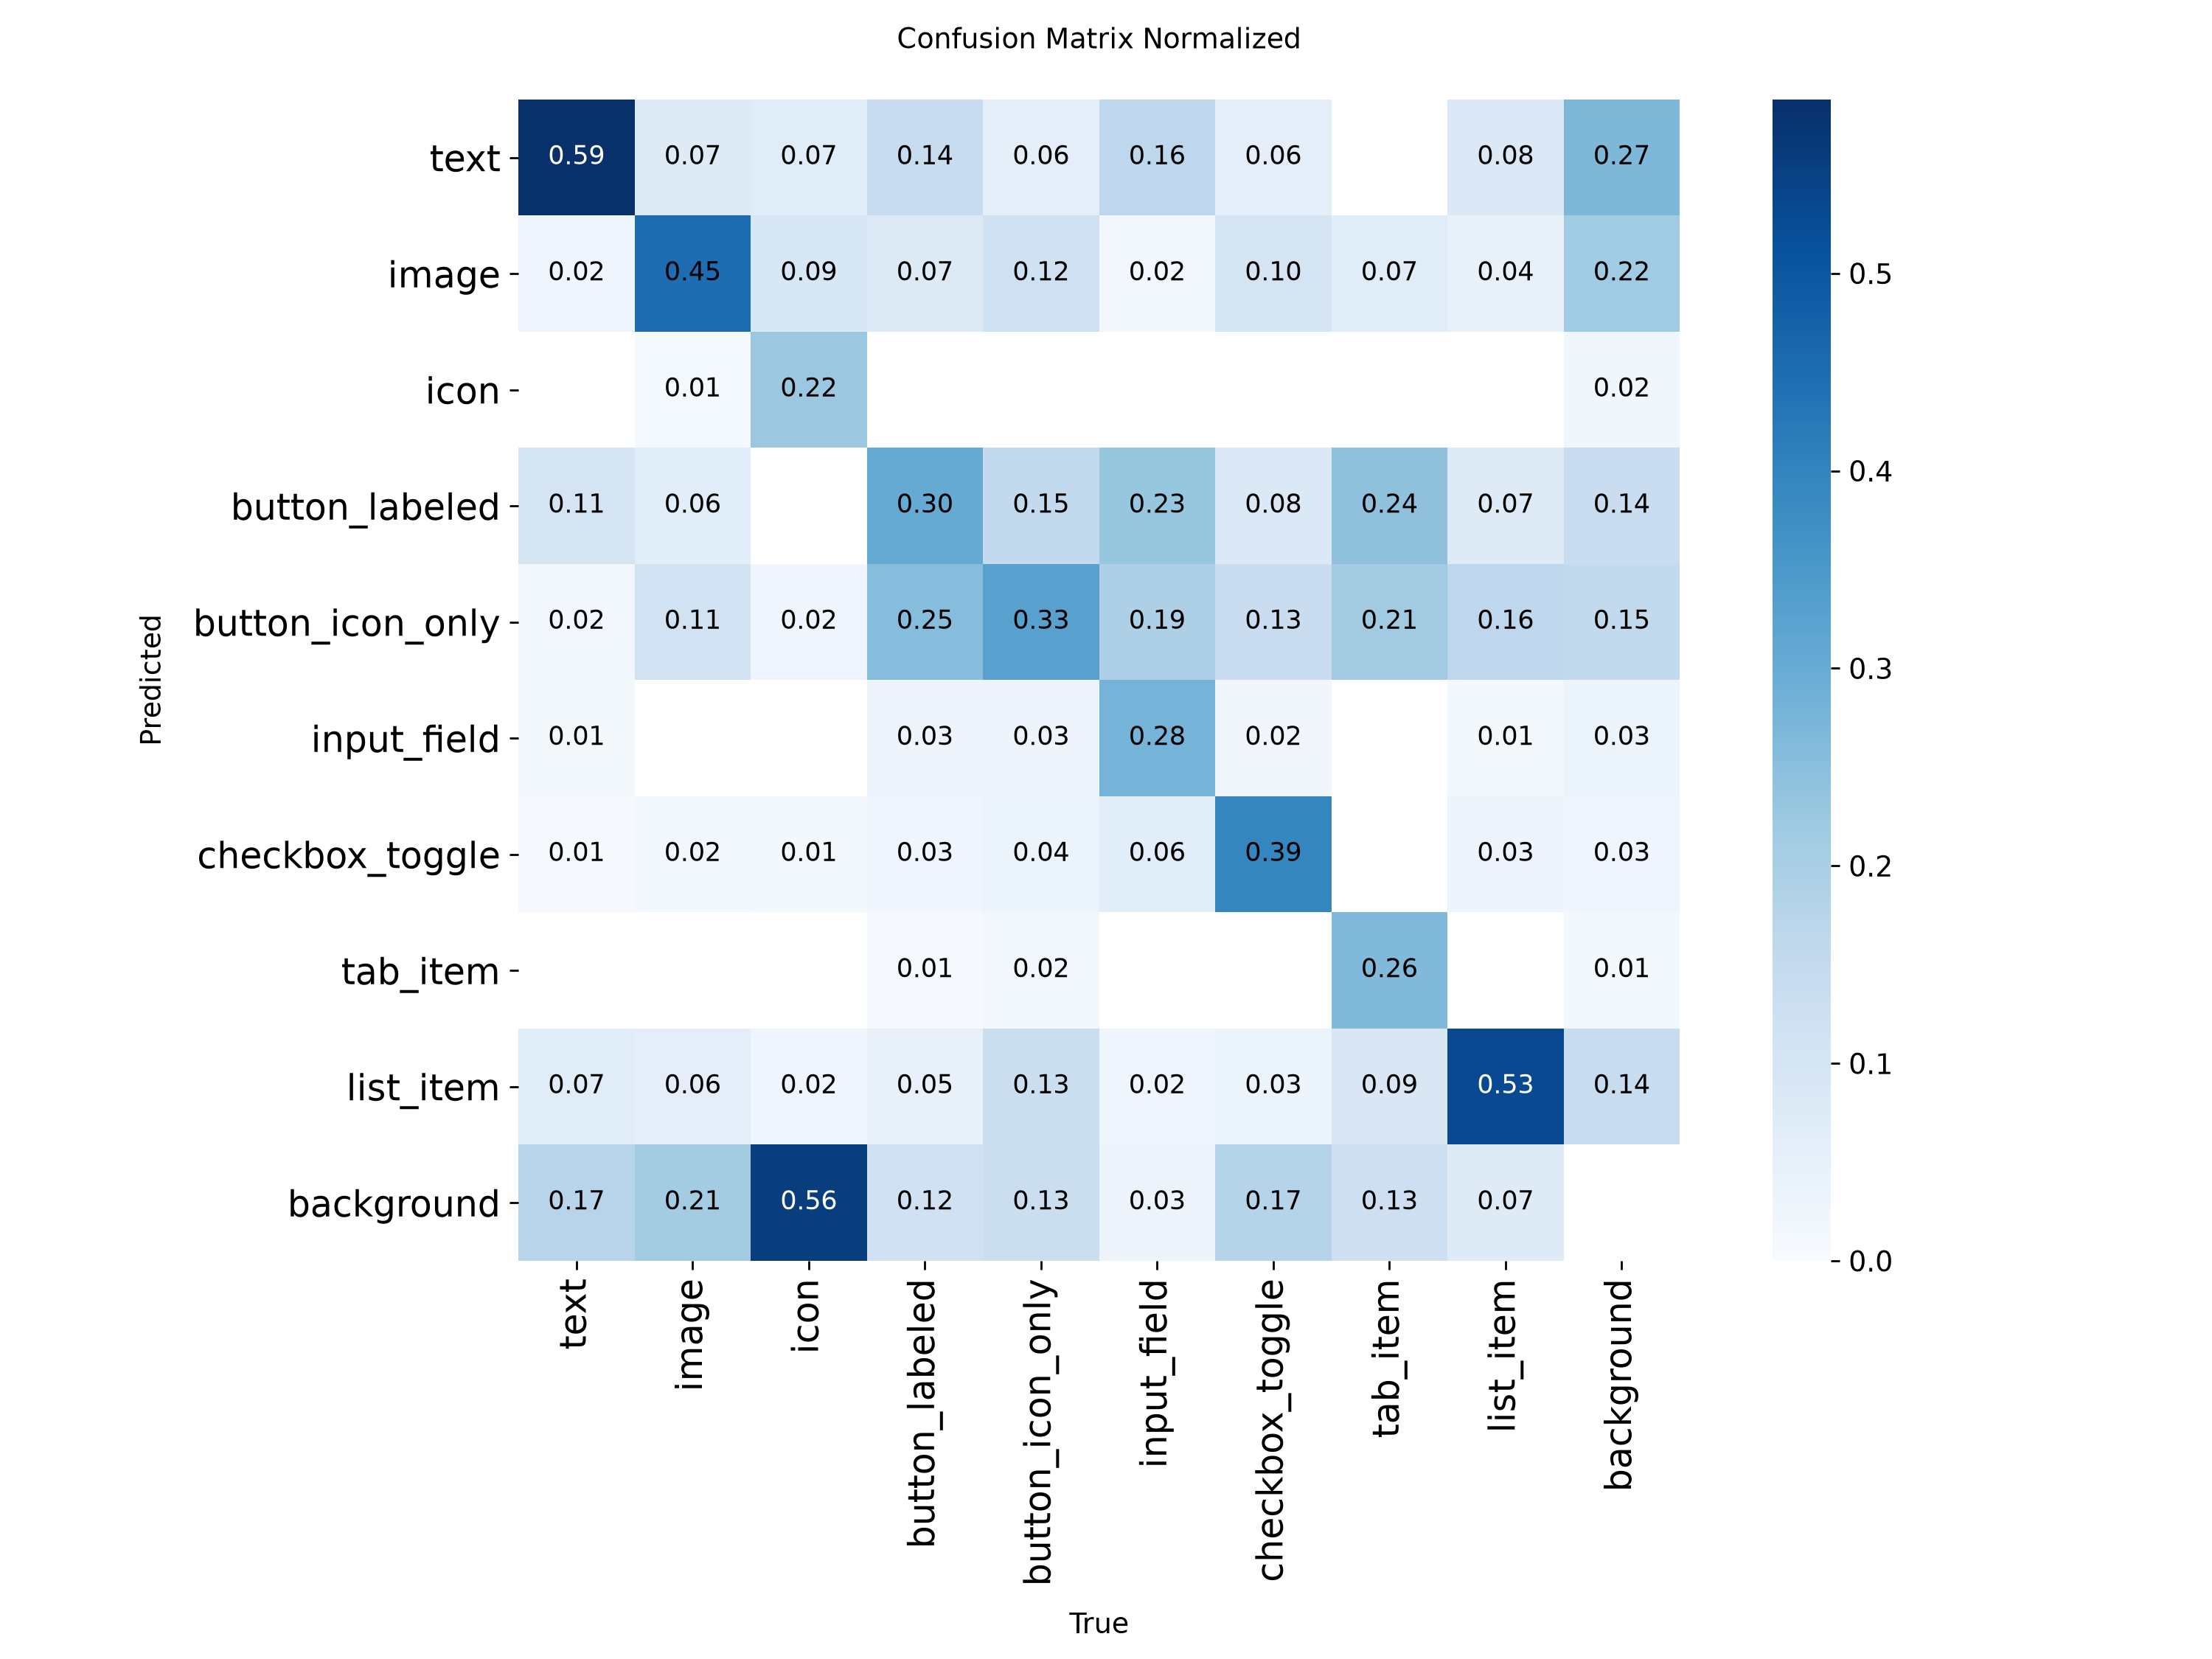 Confusion Matrix Normalized
text 0.59 0.07 0.07 0.14 0.06 0.16 0.06 0.08 0.27
image 0.02 0.45 0.09 0.07 0.12 0.02 0.10 0.07 0.04 0.22
icon 0.01 0.22 0.02
button_labeled 0.11 0.06 0.30 0.15 0.23 0.08 0.24 0.07 0.14
button_icon_only 0.02 0.11 0.02 0.25 0.33 0.19 0.13 0.21 0.16 0.15
input_field 0.01 0.03 0.03 0.28 0.02 0.01 0.03
checkbox_toggle 0.01 0.02 0.01 0.03 0.04 0.06 0.39 0.03 0.03
tab_item 0.01 0.02 0.26 0.01
list_item 0.07 0.06 0.02 0.05 0.13 0.02 0.03 0.09 0.53 0.14
background 0.17 0.21 0.56 0.12 0.13 0.03 0.17 0.13 0.07
Predicted
text
image
icon
button_labeled
button_icon_only
input_field
checkbox_toggle
tab_item
list_item
background
True
0.5
0.4
0.3
0.2
0.1
0.0